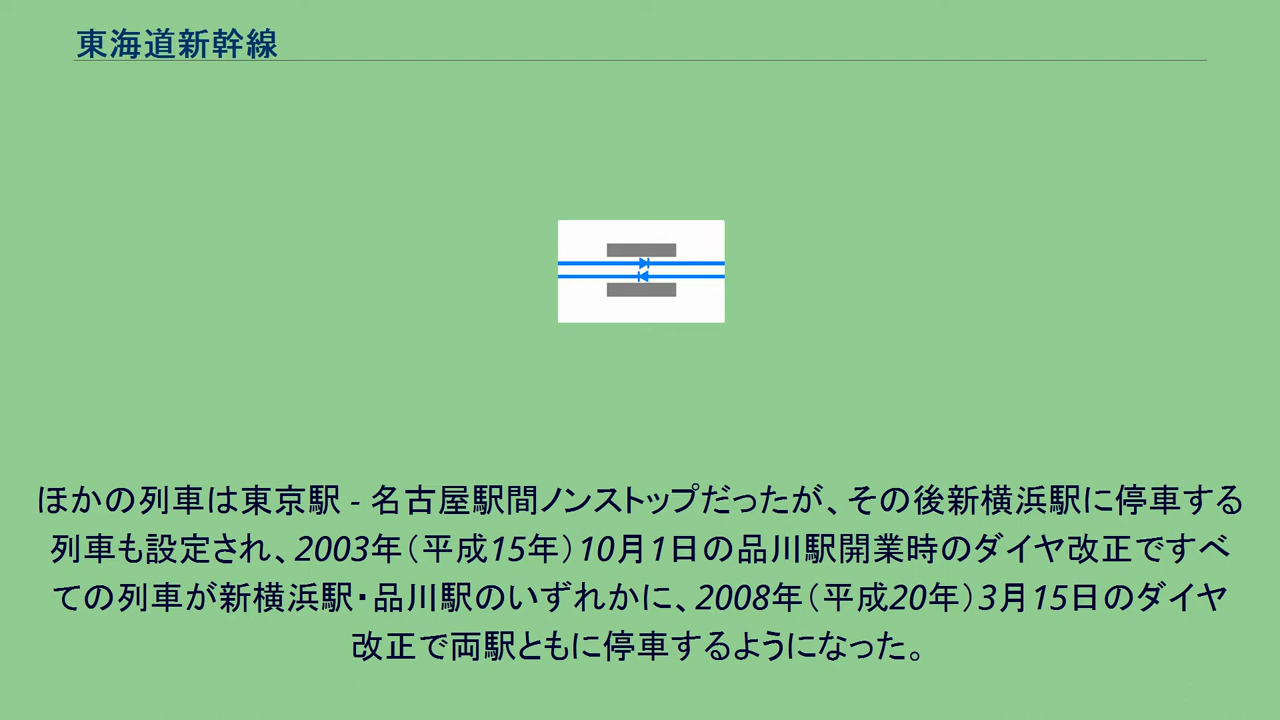 東海道新幹線
ほかの列車は東京駅 - 名古屋駅間ノンストップだったが、その後新横浜駅に停車する
列車も設定され、2003年（平成15年）10月1日の品川駅開業時のダイヤ改正ですべ
ての列車が新横浜駅・品川駅のいずれかに、2008年（平成20年）3月15日のダイヤ
改正で両駅ともに停車するようになった。